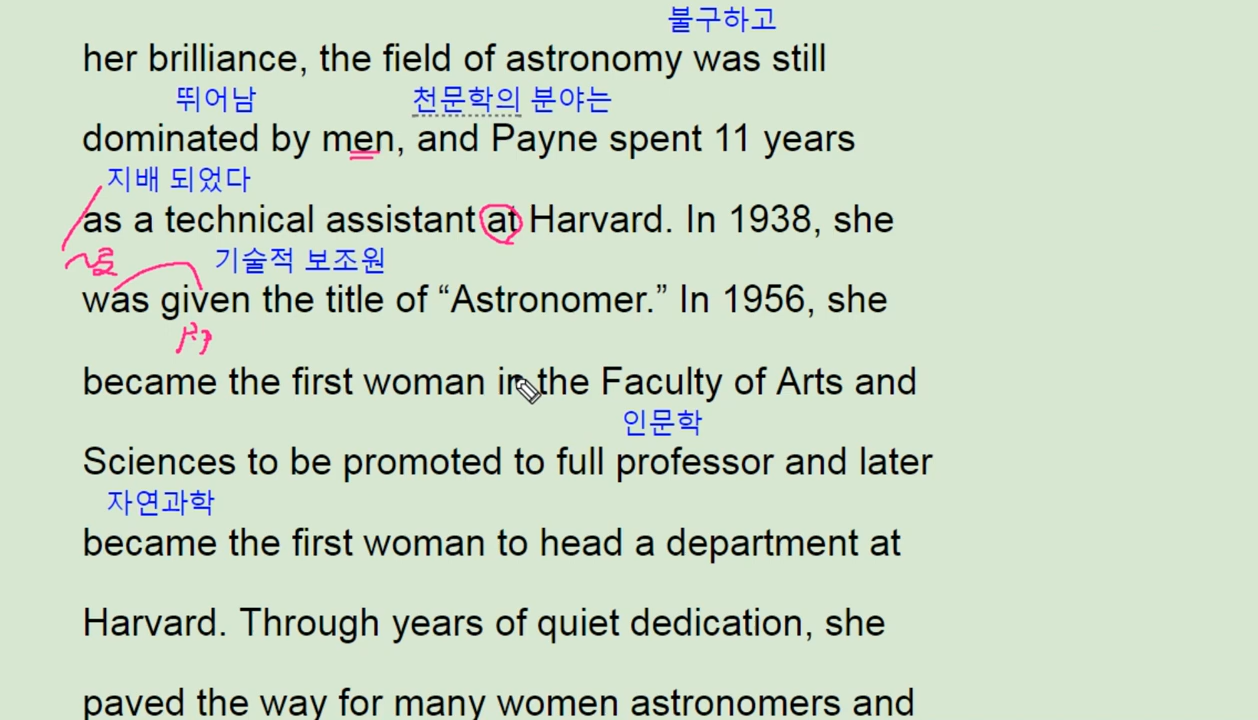 불구하고
her brilliance, the field of astronomy was still
뛰어남 천문학의 분야는
dominated by men, and Payne spent 11 years
지배 되었다
as a technical assistant at Harvard. In 1938, she
~로 기술적 보조원
was given the title of “Astronomer.” In 1956, she
became the first woman in the Faculty of Arts and
인문학
Sciences to be promoted to full professor and later
자연과학
became the first woman to head a department at
Harvard. Through years of quiet dedication, she
paved the way for many women astronomers and